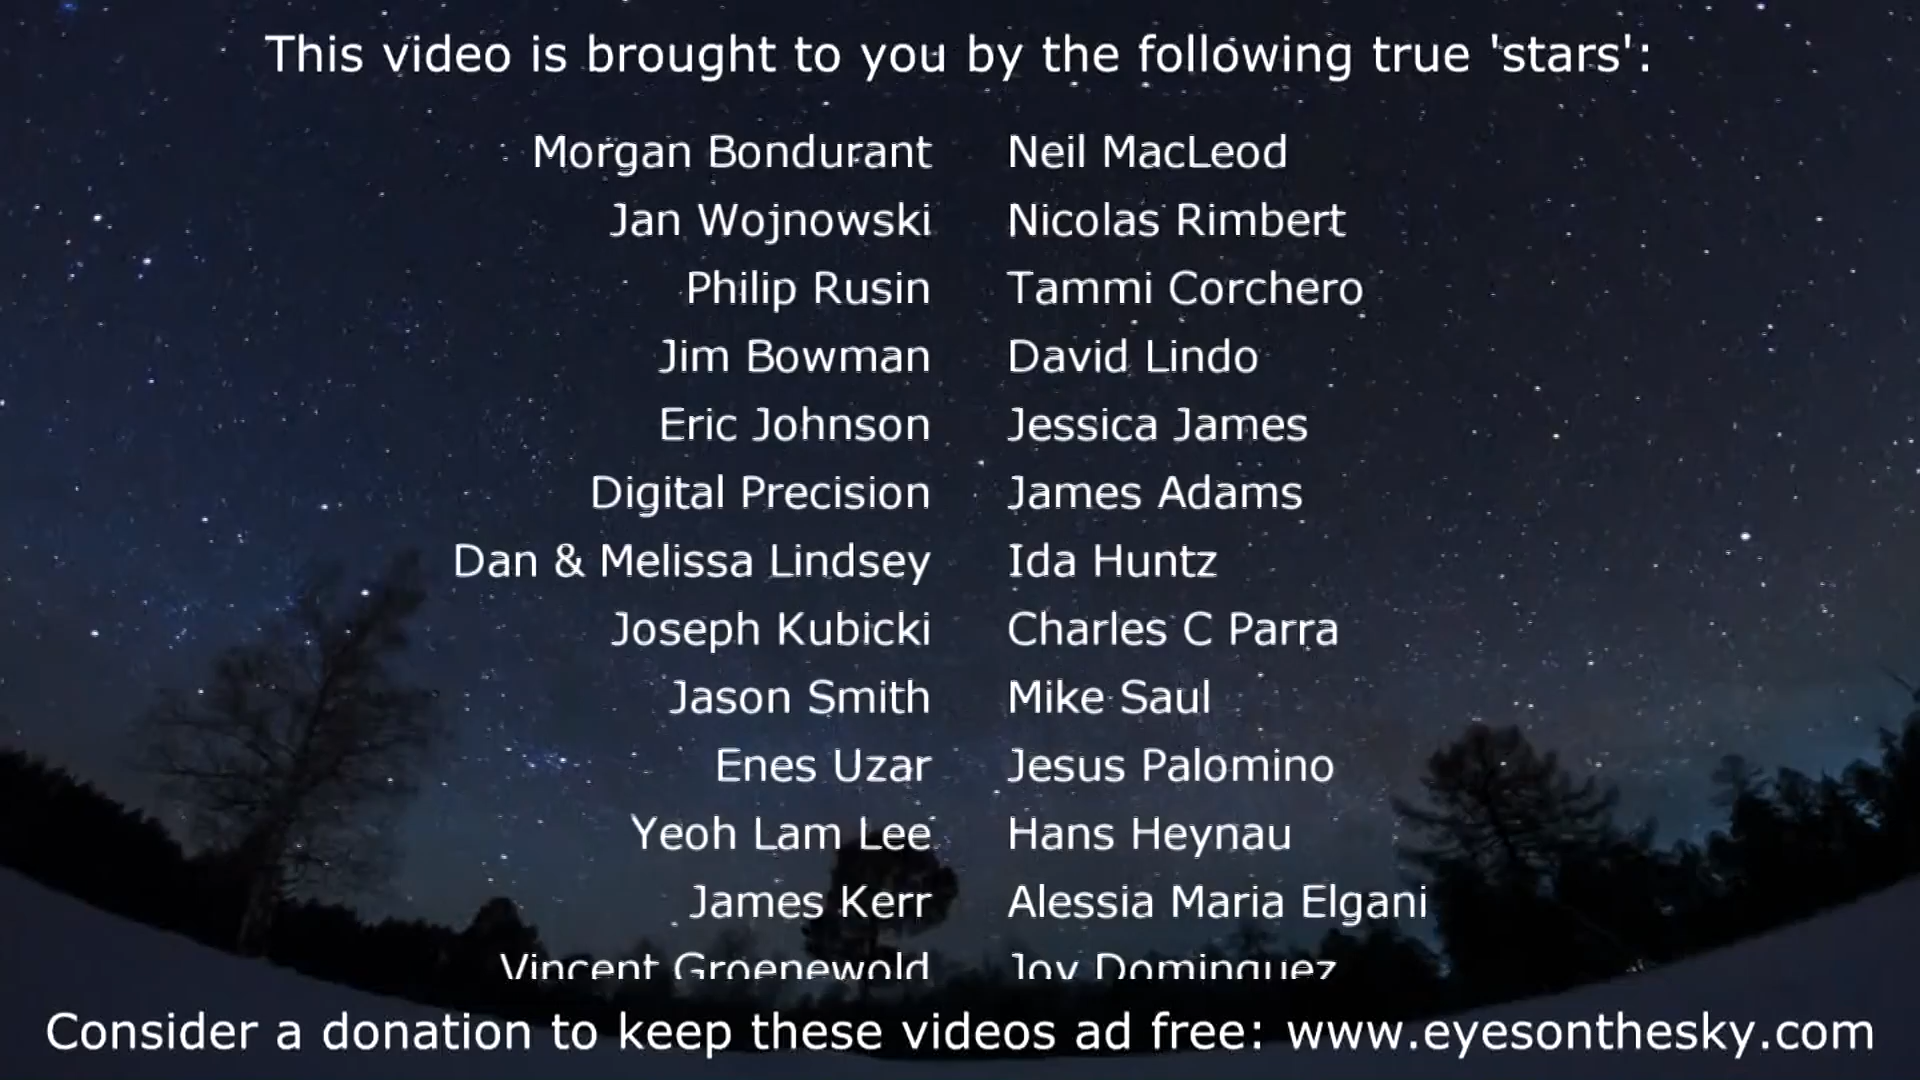 This video is brought to you by the following true 'stars':
Morgan Bondurant Neil MacLeod
Jan Wojnowski Nicolas Rimbert
Philip Rusin Tammi Corchero
Jim Bowman David Lindo
Eric Johnson Jessica James
Digital Precision James Adams
Dan & Melissa Lindsey Ida Huntz
Joseph Kubicki Charles C Parra
Jason Smith Mike Saul
Enes Uzar Jesus Palomino
Yeoh Lam Lee Hans Heynau
James Kerr Alessia Maria Elgani
Vincent Groenewold Joy Dominguez
Consider a donation to keep these videos ad free: www.eyesonthesky.com